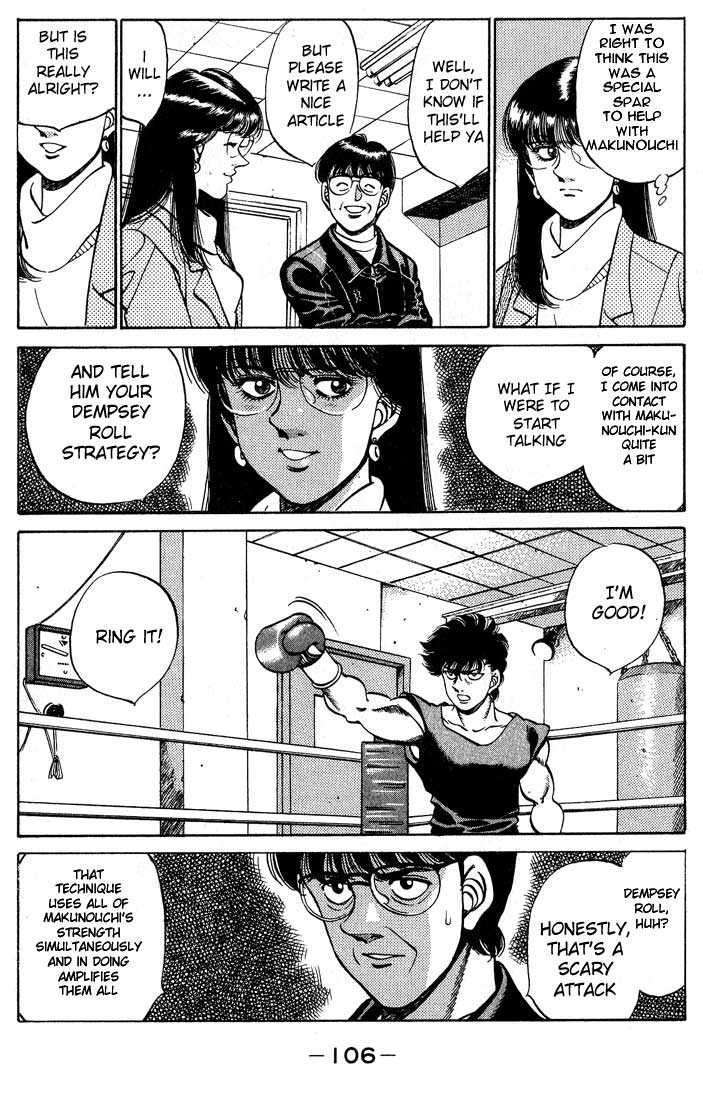 I WAS
RIGHT TO
THINK THIS
WAS A
SPECIAL
SPAR
TO HELP
WITH
MAKUNOUCHI
WELL,
I DON'T
KNOW IF
THIS'LL
HELP YA
BUT
PLEASE
WRITE A
NICE
ARTICLE
I
WILL
...
BUT IS
THIS
REALLY
ALRIGHT?
OF COURSE,
I COME INTO
CONTACT
WITH MAKU-
NOUCHI-KUN
QUITE
A BIT
WHAT IF I
WERE TO
START
TALKING
AND TELL
HIM YOUR
DEMPSEY
ROLL
STRATEGY?
I'M
GOOD!
RING IT!
DEMPSEY
ROLL,
HUH?
HONESTLY,
THAT'S A
SCARY
ATTACK
THAT
TECHNIQUE
USES ALL OF
MAKUNOUCHI'S
STRENGTH
SIMULTANEOUSLY
AND IN DOING
AMPLIFIES
THEM ALL
-106-